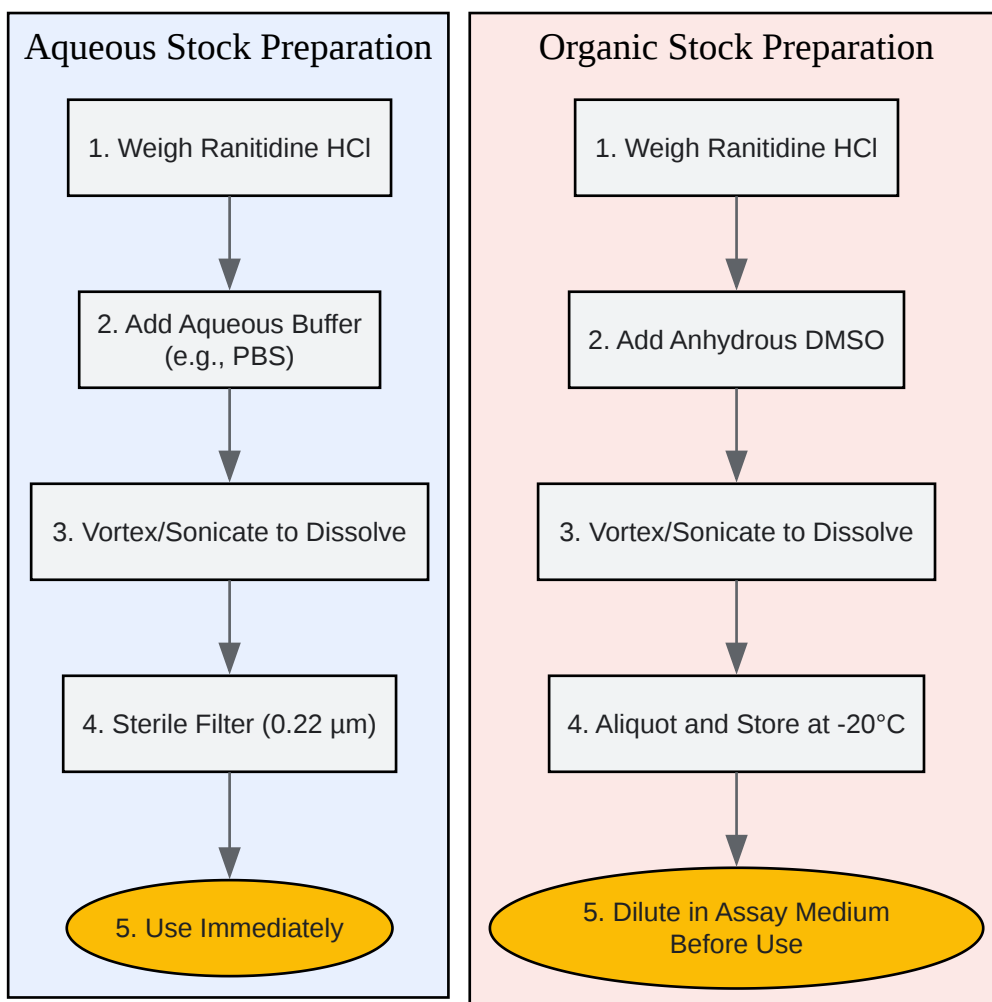 Aqueous Stock Preparation
1. Weigh Ranitidine HCl
2. Add Aqueous Buffer
(e.g., PBS)
3. Vortex/Sonicate to Dissolve
4. Sterile Filter (0.22 µm)
5. Use Immediately
Organic Stock Preparation
1. Weigh Ranitidine HCl
2. Add Anhydrous DMSO
3. Vortex/Sonicate to Dissolve
4. Aliquot and Store at -20°C
5. Dilute in Assay Medium
Before Use